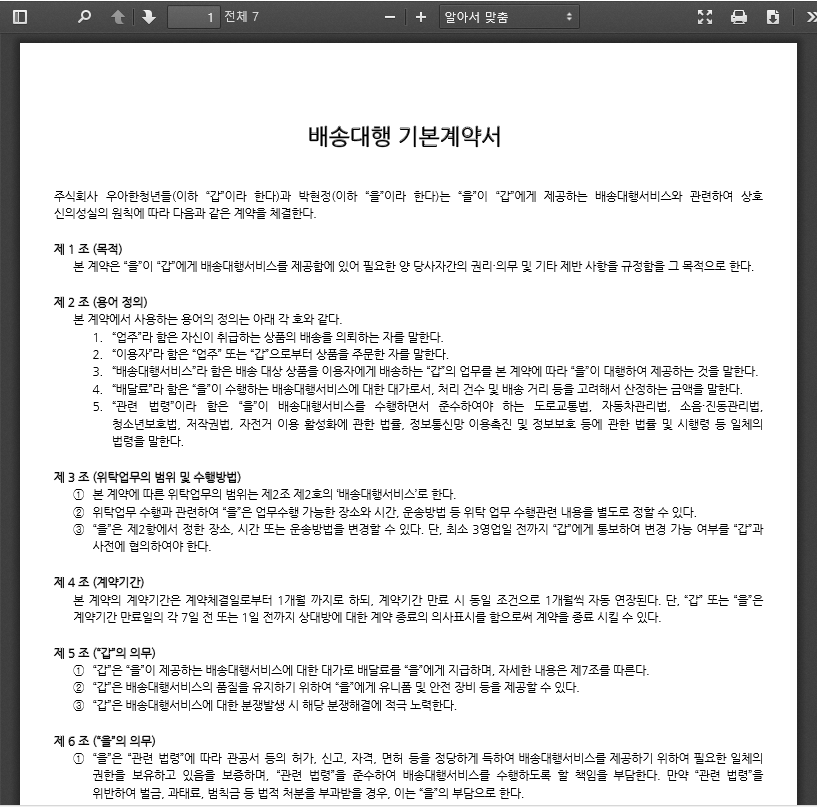 1 전체 7 알아서 맞춤
배송대행 기본계약서
주식회사 우아한청년들(이하 “갑”이라 한다)과 박현정(이하 “을”이라 한다)는 “을”이 “갑”에게 제공하는 배송대행서비스와 관련하여 상호
신의성실의 원칙에 따라 다음과 같은 계약을 체결한다.
제 1 조 (목적)
본 계약은 “을”이 “갑”에게 배송대행서비스를 제공함에 있어 필요한 양 당사자간의 권리·의무 및 기타 제반 사항을 규정함을 그 목적으로 한다.
제 2 조 (용어 정의)
본 계약에서 사용하는 용어의 정의는 아래 각 호와 같다.
1. “업주”라 함은 자신이 취급하는 상품의 배송을 의뢰하는 자를 말한다.
2. “이용자”라 함은 “업주” 또는 “갑”으로부터 상품을 주문한 자를 말한다.
3. “배송대행서비스”라 함은 배송 대상 상품을 이용자에게 배송하는 “갑”의 업무를 본 계약에 따라 “을”이 대행하여 제공하는 것을 말한다.
4. “배달료”라 함은 “을”이 수행하는 배송대행서비스에 대한 대가로서, 처리 건수 및 배송 거리 등을 고려해서 산정하는 금액을 말한다.
5. “관련 법령”이라 함은 “을”이 배송대행서비스를 수행하면서 준수하여야 하는 도로교통법, 자동차관리법, 소음·진동관리법,
청소년보호법, 저작권법, 자전거 이용 활성화에 관한 법률, 정보통신망 이용촉진 및 정보보호 등에 관한 법률 및 시행령 등 일체의
법령을 말한다.
제 3 조 (위탁업무의 범위 및 수행방법)
① 본 계약에 따른 위탁업무의 범위는 제2조 제2호의 ‘배송대행서비스’로 한다.
② 위탁업무 수행과 관련하여 “을”은 업무수행 가능한 장소와 시간, 운송방법 등 위탁 업무 수행관련 내용을 별도로 정할 수 있다.
③ “을”은 제2항에서 정한 장소, 시간 또는 운송방법을 변경할 수 있다. 단, 최소 3영업일 전까지 “갑”에게 통보하여 변경 가능 여부를 “갑”과
사전에 협의하여야 한다.
제 4 조 (계약기간)
본 계약의 계약기간은 계약체결일로부터 1개월 까지로 하되, 계약기간 만료 시 동일 조건으로 1개월씩 자동 연장된다. 단, “갑” 또는 “을”은
계약기간 만료일의 각 7일 전 또는 1일 전까지 상대방에 대한 계약 종료의 의사표시를 함으로써 계약을 종료 시킬 수 있다.
제 5 조 (“갑”의 의무)
① “갑”은 “을”이 제공하는 배송대행서비스에 대한 대가로 배달료를 “을”에게 지급하며, 자세한 내용은 제7조를 따른다.
② “갑”은 배송대행서비스의 품질을 유지하기 위하여 “을”에게 유니폼 및 안전 장비 등을 제공할 수 있다.
③ “갑”은 배송대행서비스에 대한 분쟁발생 시 해당 분쟁해결에 적극 노력한다.
제 6 조 (“을”의 의무)
① “을”은 “관련 법령”에 따라 관공서 등의 허가, 신고, 자격, 면허 등을 정당하게 득하여 배송대행서비스를 제공하기 위하여 필요한 일체의
권한을 보유하고 있음을 보증하며, “관련 법령”을 준수하여 배송대행서비스를 수행하도록 할 책임을 부담한다. 만약 “관련 법령”을
위반하여 벌금, 과태료, 범칙금 등 법적 처분을 부과받을 경우, 이는 “을”의 부담으로 한다.